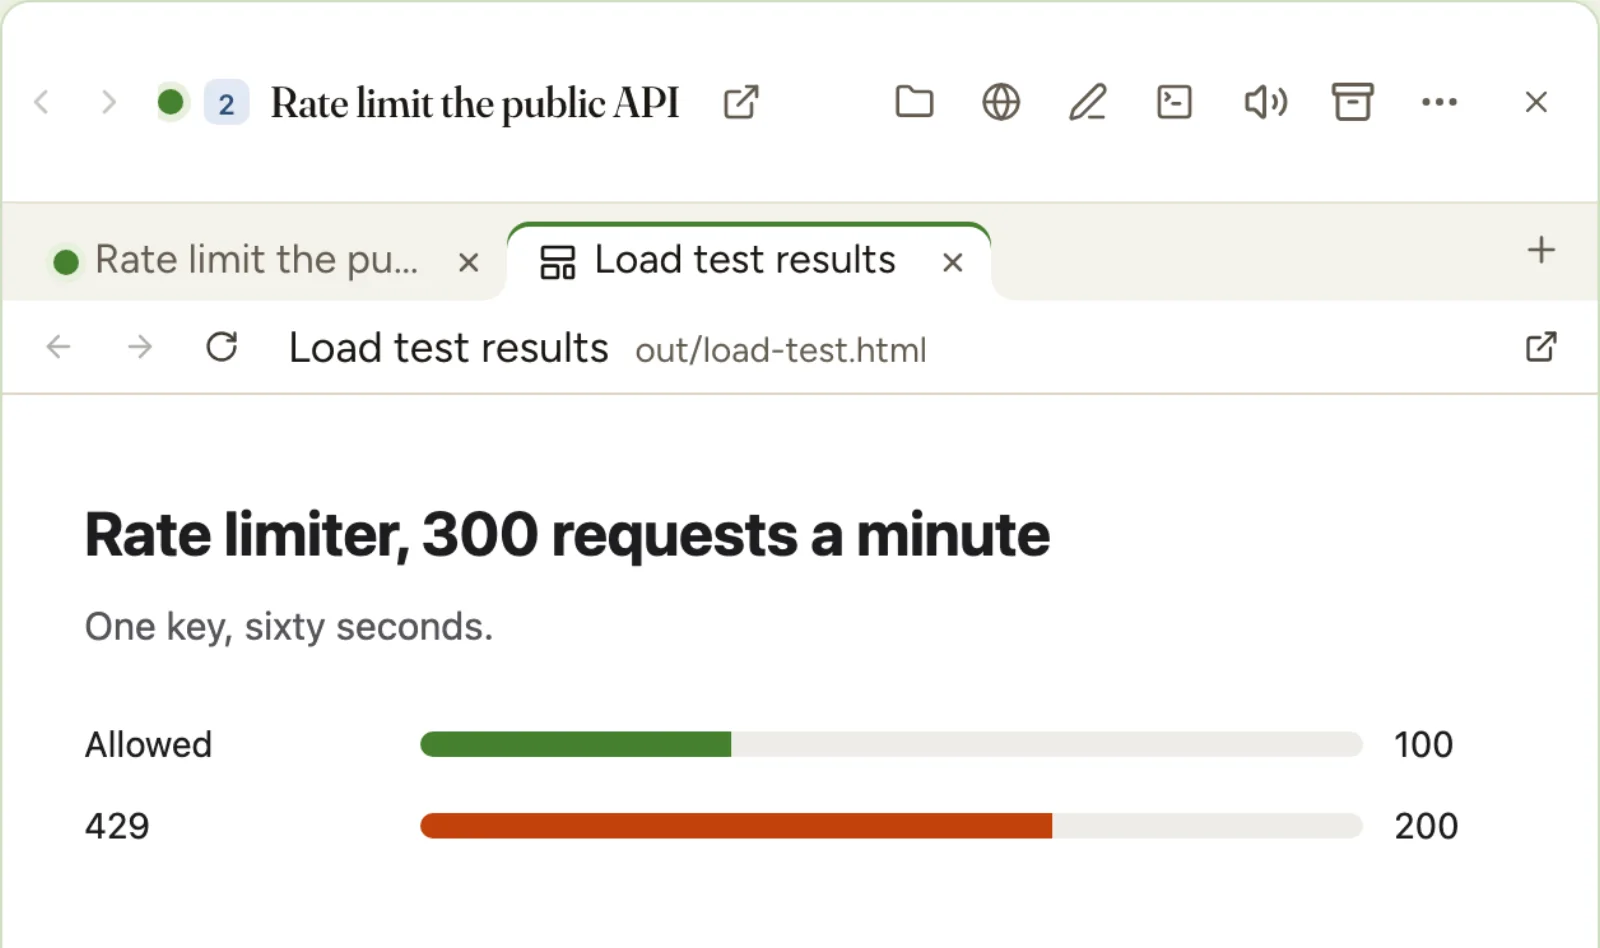 2 Rate limit the public API
Rate limit the pu...
Load test results
Load test results out/load-test.html
Rate limiter, 300 requests a minute
One key, sixty seconds.
Allowed 100
429 200